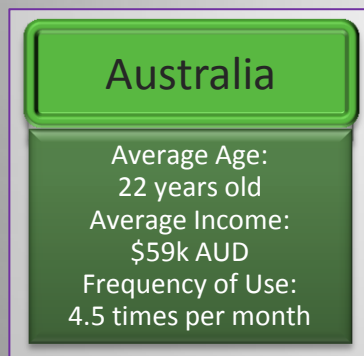 Australia
Average Age:
22 years old
Average Income:
$59k AUD
Frequency of Use:
4.5 times per month